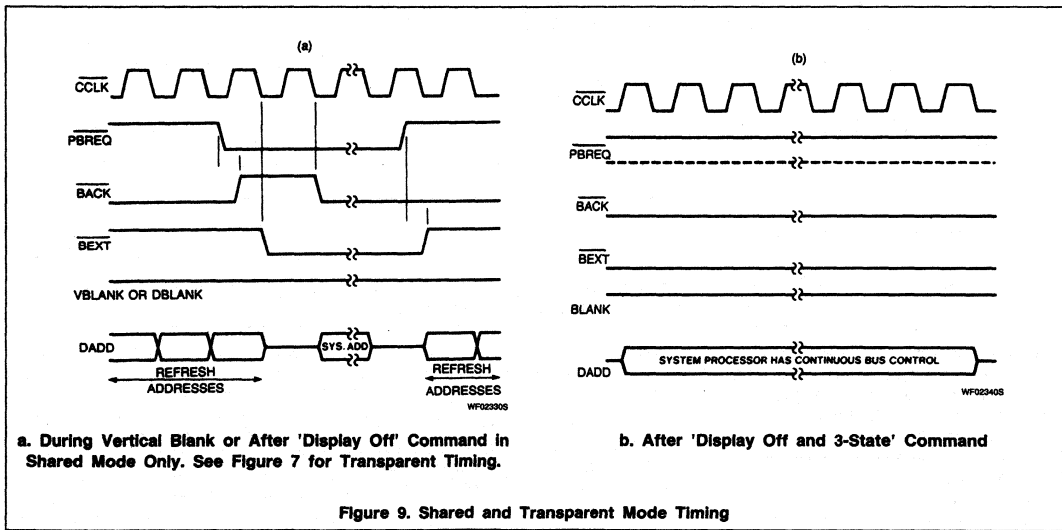 (a)
CCLK
PBREQ
BACK
BEXT
VBLANK OR DBLANK
DADD
SYS. ADD
REFRESH
ADDRESSES
REFRESH
ADDRESSES
WF02330S
a. During Vertical Blank or After 'Display Off' Command in
Shared Mode Only. See Figure 7 for Transparent Timing.
(b)
CCLK
PBREQ
BACK
BEXT
BLANK
DADD
SYSTEM PROCESSOR HAS CONTINUOUS BUS CONTROL
WF02340S
b. After 'Display Off and 3-State' Command
Figure 9. Shared and Transparent Mode Timing